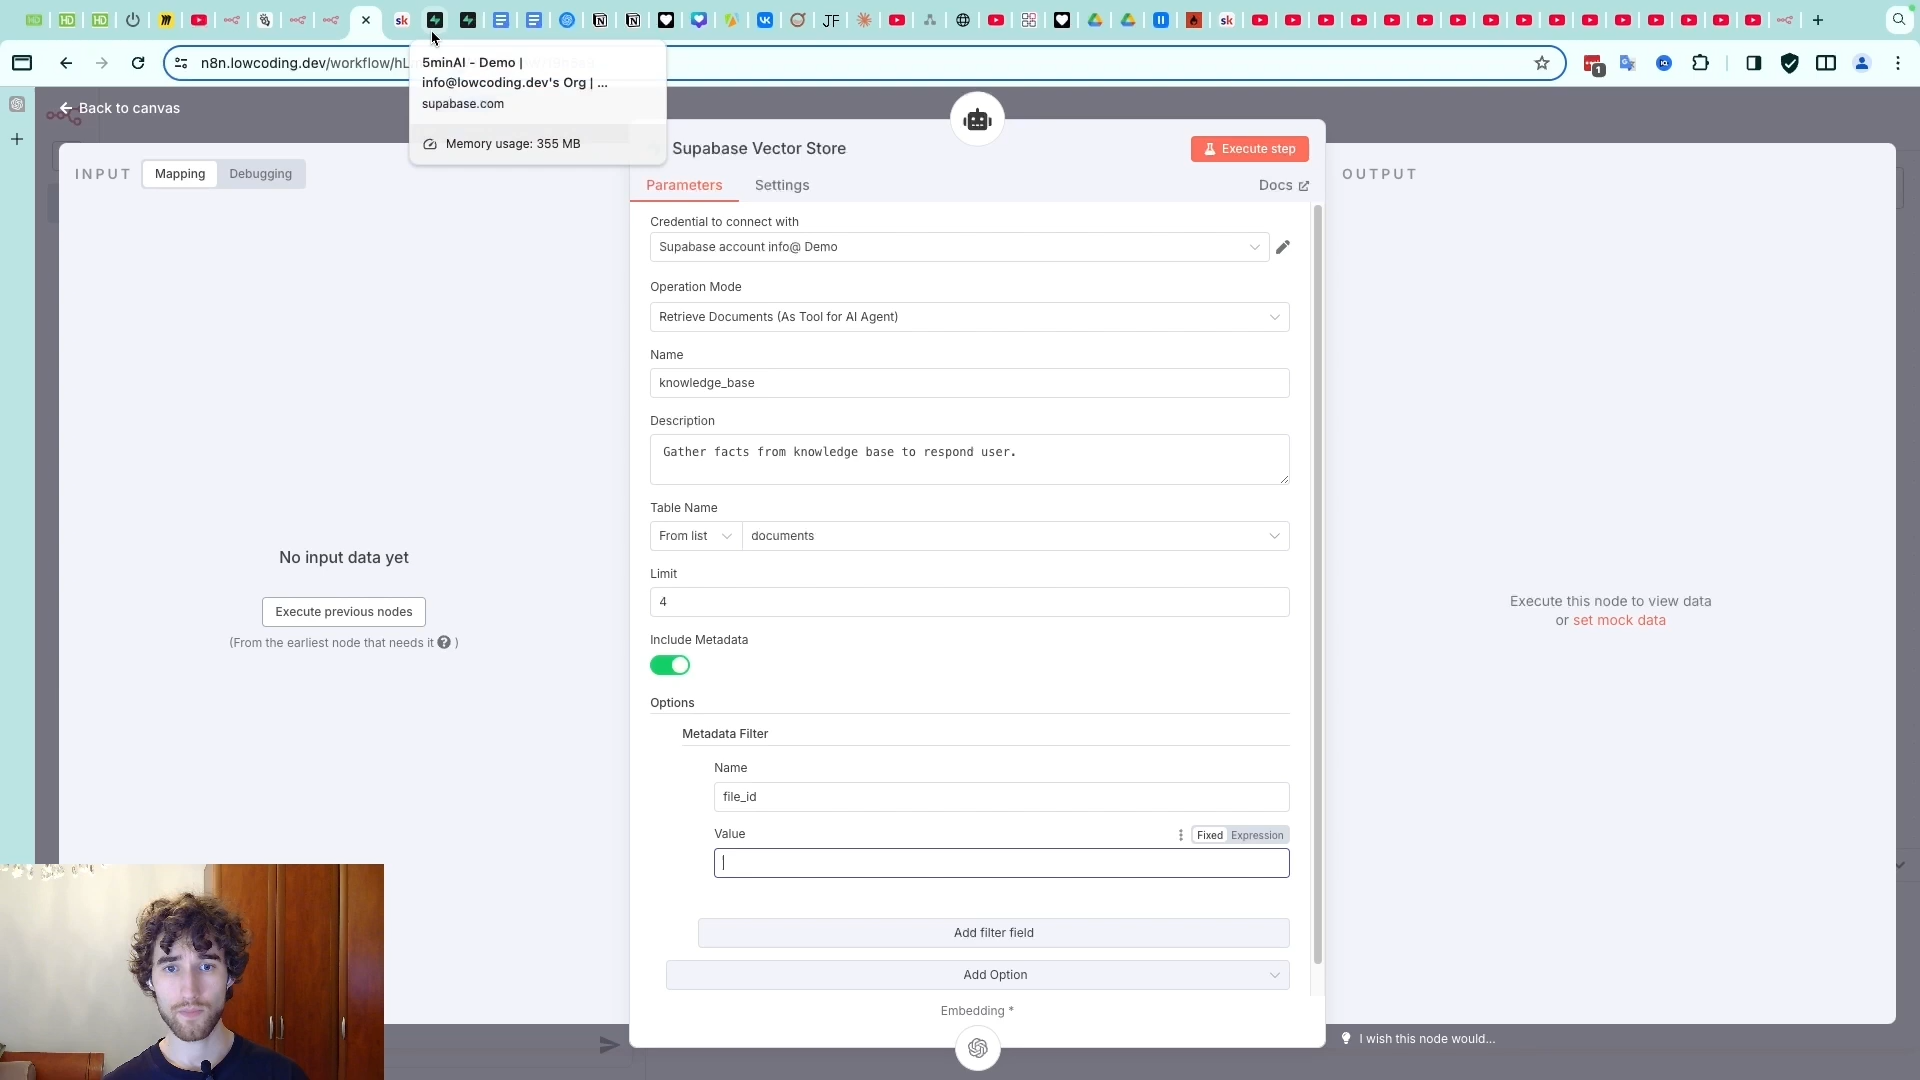 n8n.lowcoding.dev/workflow/hL
1
5minAI - Demo |
info@lowcoding.dev's Org | ...
supabase.com
Memory usage: 355 MB
Back to canvas
INPUT
Mapping
Debugging
No input data yet
Execute previous nodes
(From the earliest node that needs it ? )
Supabase Vector Store
Execute step
Parameters
Settings
Docs
Credential to connect with
Supabase account info@ Demo
Operation Mode
Retrieve Documents (As Tool for AI Agent)
Name
knowledge_base
Description
Gather facts from knowledge base to respond user.
Table Name
From list
documents
Limit
4
Include Metadata
Options
Metadata Filter
Name
file_id
Value
Fixed
Expression
Add filter field
Add Option
Embedding *
OUTPUT
Execute this node to view data
or set mock data
I wish this node would...